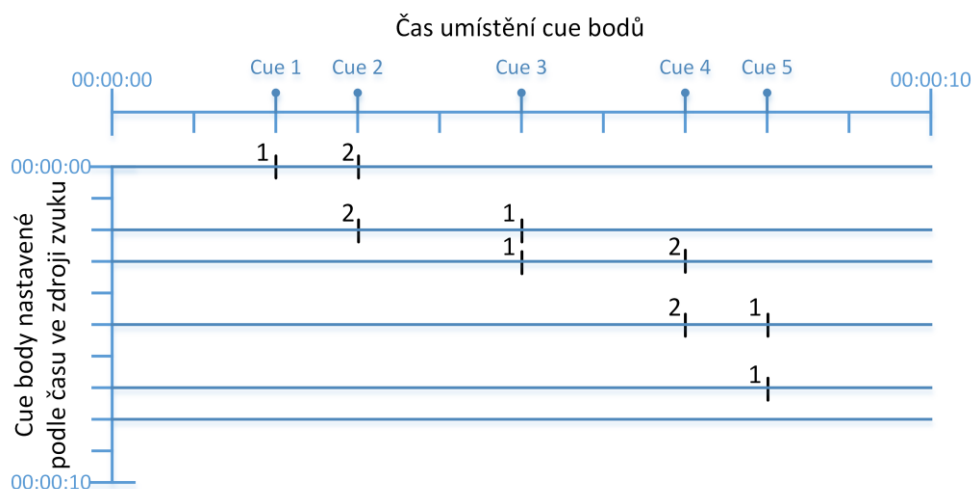 Čas umístění cue bodů
Cue 1 Cue 2 Cue 3 Cue 4 Cue 5
00:00:00 00:00:10
1 2
00:00:00
2 1
1 2
2 1
1
Cue body nastavené
podle času ve zdroji zvuku
00:00:10